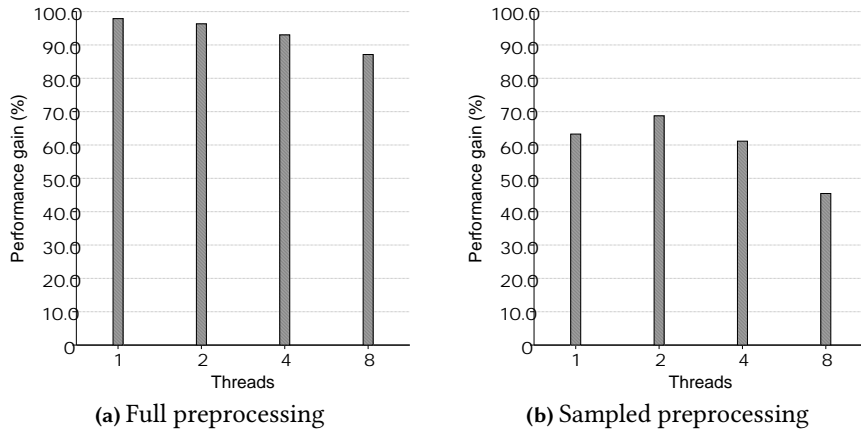 100.0
90.0
80.0
70.0
60.0
50.0
40.0
30.0
20.0
10.0
0
Performance gain (%)
1 2 4 8
Threads
(a) Full preprocessing
100.0
90.0
80.0
70.0
60.0
50.0
40.0
30.0
20.0
10.0
0
Performance gain (%)
1 2 4 8
Threads
(b) Sampled preprocessing